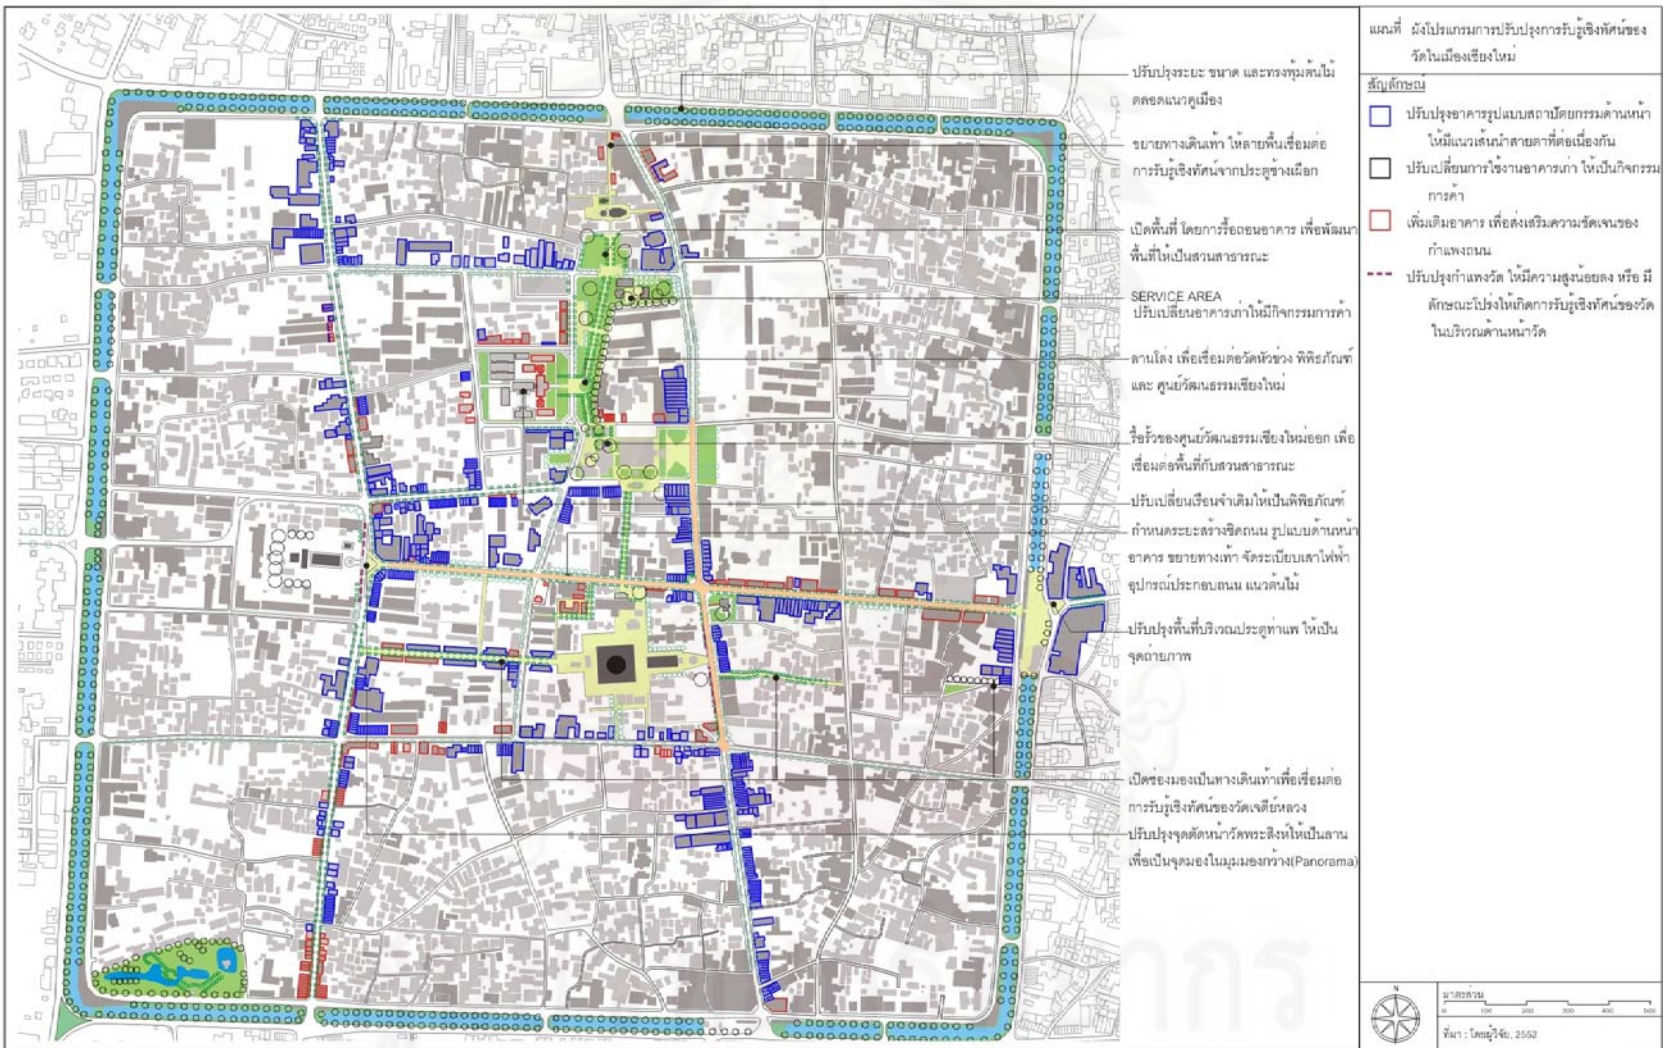 ปรับปรุงระยะ ขนาด และทรงพุ่มต้นไม้
ตลอดแนวคูเมือง
ขยายทางเดินเท้า ให้ลายพื้นเชื่อมต่อ
การรับรู้เชิงทัศน์จากประตูช้างเผือก
เปิดพื้นที่ โดยการรื้อถอนอาคาร เพื่อพัฒนา
พื้นที่ให้เป็นสวนสาธารณะ
SERVICE AREA
ปรับเปลี่ยนอาคารเก่าให้มีกิจกรรมการค้า
ลานโล่ง เพื่อเชื่อมต่อวัดหัวข่วง พิพิธภัณฑ์
และ ศูนย์วัฒนธรรมเชียงใหม่
รื้อรั้วของศูนย์วัฒนธรรมเชียงใหม่ออก เพื่อ
เชื่อมต่อพื้นที่กับสวนสาธารณะ
ปรับเปลี่ยนเรือนจำเดิมให้เป็นพิพิธภัณฑ์
กำหนดระยะสร้างชิดถนน รูปแบบด้านหน้า
อาคาร ขยายทางเท้า จัดระเบียบเสาไฟฟ้า
อุปกรณ์ประกอบถนน แนวต้นไม้
ปรับปรุงพื้นที่บริเวณประตูท่าแพ ให้เป็น
จุดถ่ายภาพ
เปิดช่องมองเป็นทางเดินเท้าเพื่อเชื่อมต่อ
การรับรู้เชิงทัศน์ของวัดเจดีย์หลวง
ปรับปรุงจุดตัดหน้าวัดพระสิงห์ให้เป็นลาน
เพื่อเป็นจุดมองในมุมมองกว้าง(Panorama)
แผนที่ ผังโปรแกรมการปรับปรุงการรับรู้เชิงทัศน์ของ
วัดในเมืองเชียงใหม่
สัญลักษณ์
ปรับปรุงอาคารรูปแบบสถาปัตยกรรมด้านหน้า
ให้มีแนวเส้นนำสายตาที่ต่อเนื่องกัน
ปรับเปลี่ยนการใช้งานอาคารเก่า ให้เป็นกิจกรรม
การค้า
เพิ่มเติมอาคาร เพื่อส่งเสริมความชัดเจนของ
กำแพงถนน
ปรับปรุงกำแพงวัด ให้มีความสูงน้อยลง หรือ มี
ลักษณะโปร่งให้เกิดการรับรู้เชิงทัศน์ของวัด
ในบริเวณด้านหน้าวัด
N
มาตรส่วน
0 100 200 300 400 500
ที่มา : โดยผู้วิจัย, 2552